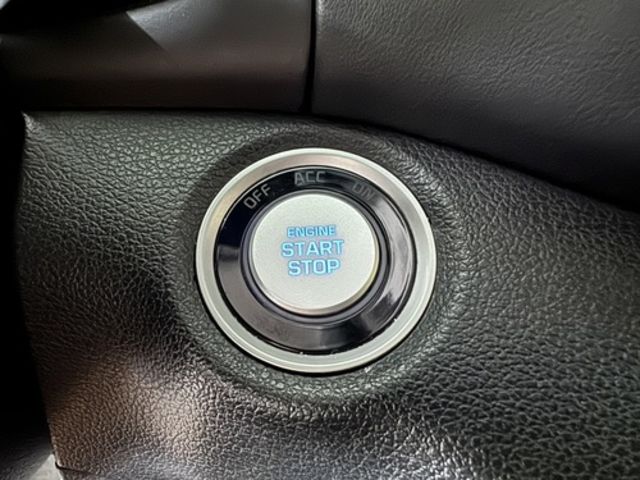 OFF ACC ON
ENGINE
START
STOP